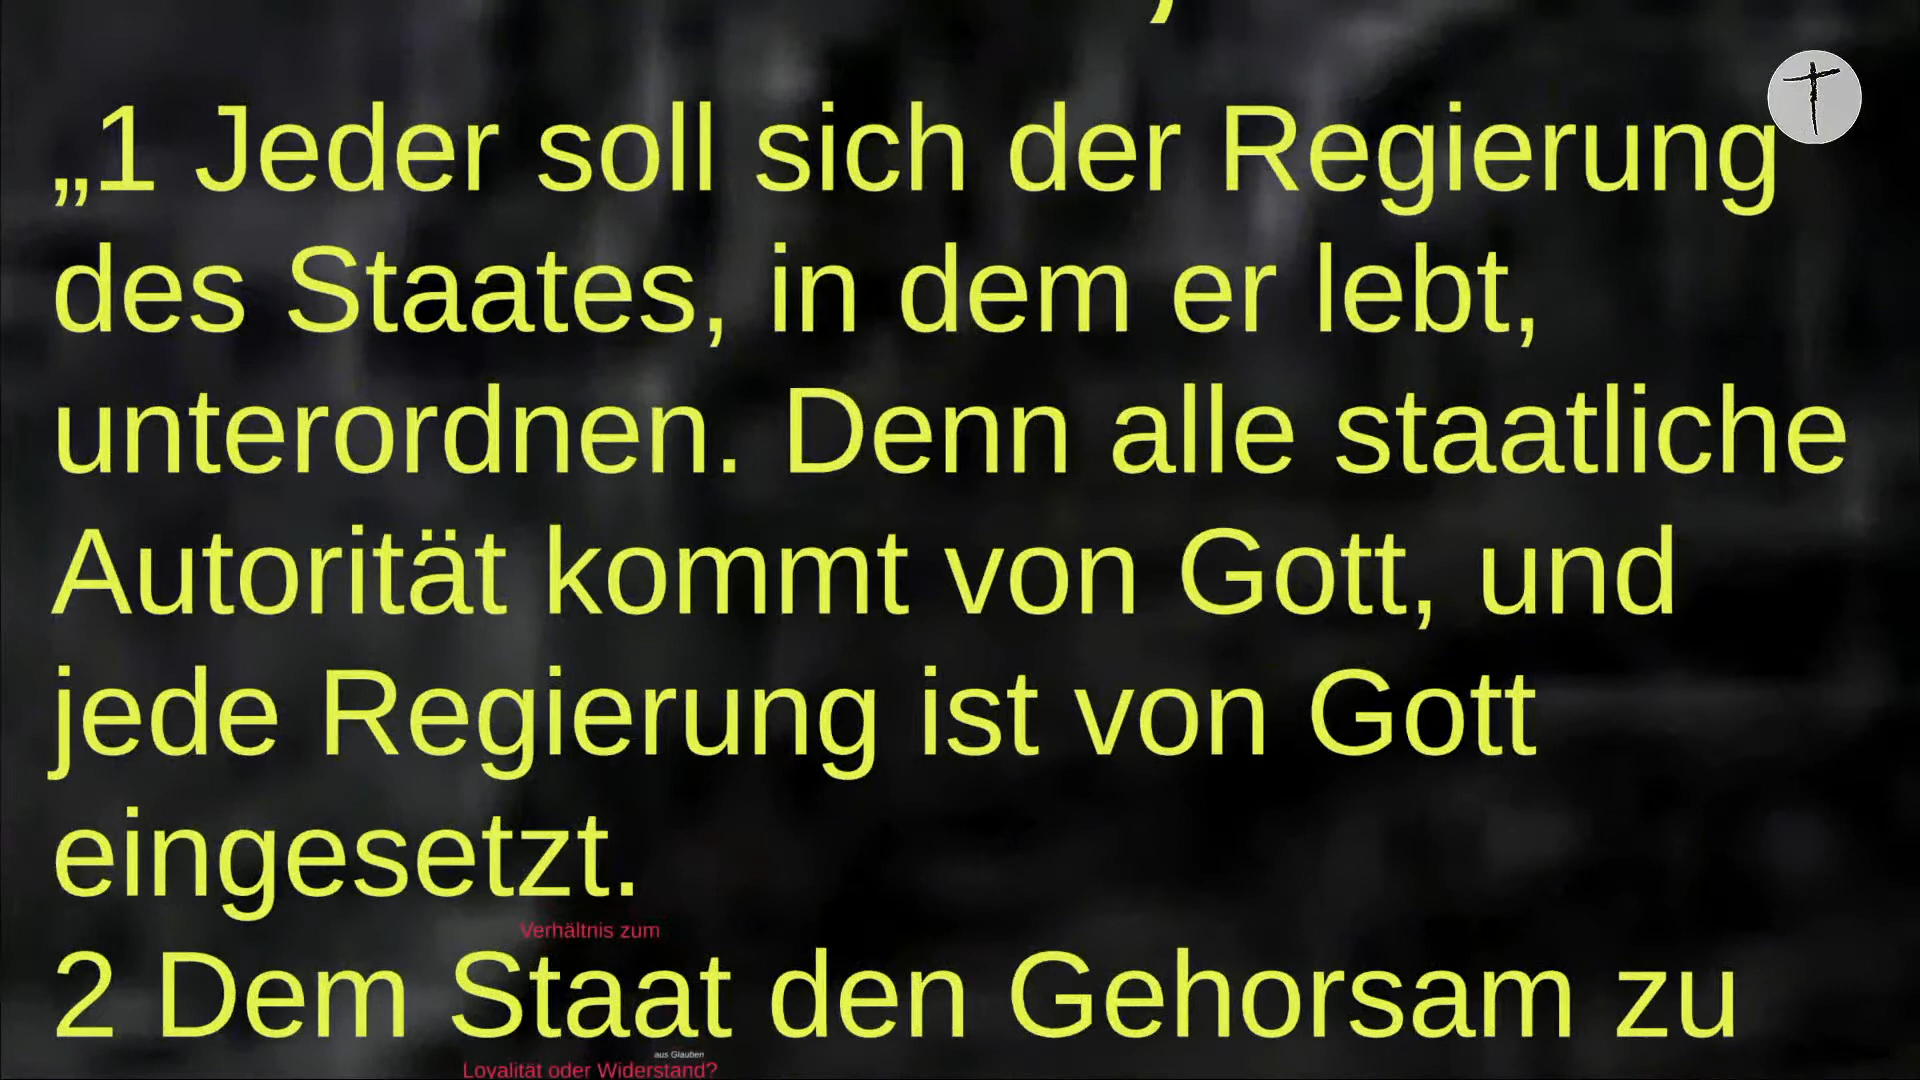 „1 Jeder soll sich der Regierung
des Staates, in dem er lebt,
unterordnen. Denn alle staatliche
Autorität kommt von Gott, und
jede Regierung ist von Gott
eingesetzt.
Verhältnis zum
2 Dem Staat den Gehorsam zu
aus Glauben
Loyalität oder Widerstand?